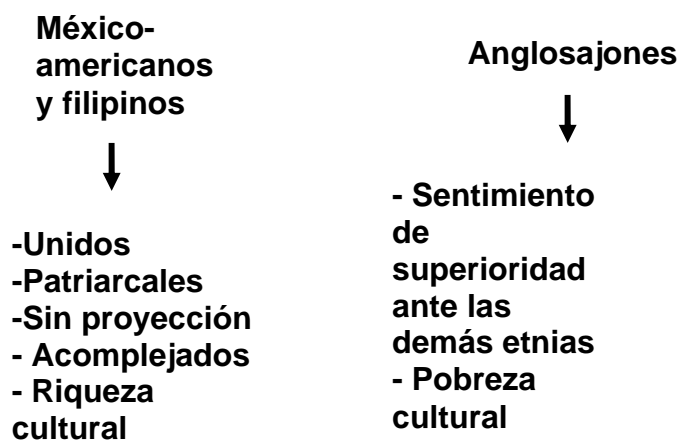 México-
americanos
y filipinos
-Unidos
-Patriarcales
-Sin proyección
- Acomplejados
- Riqueza
cultural
Anglosajones
- Sentimiento
de
superioridad
ante las
demás etnias
- Pobreza
cultural